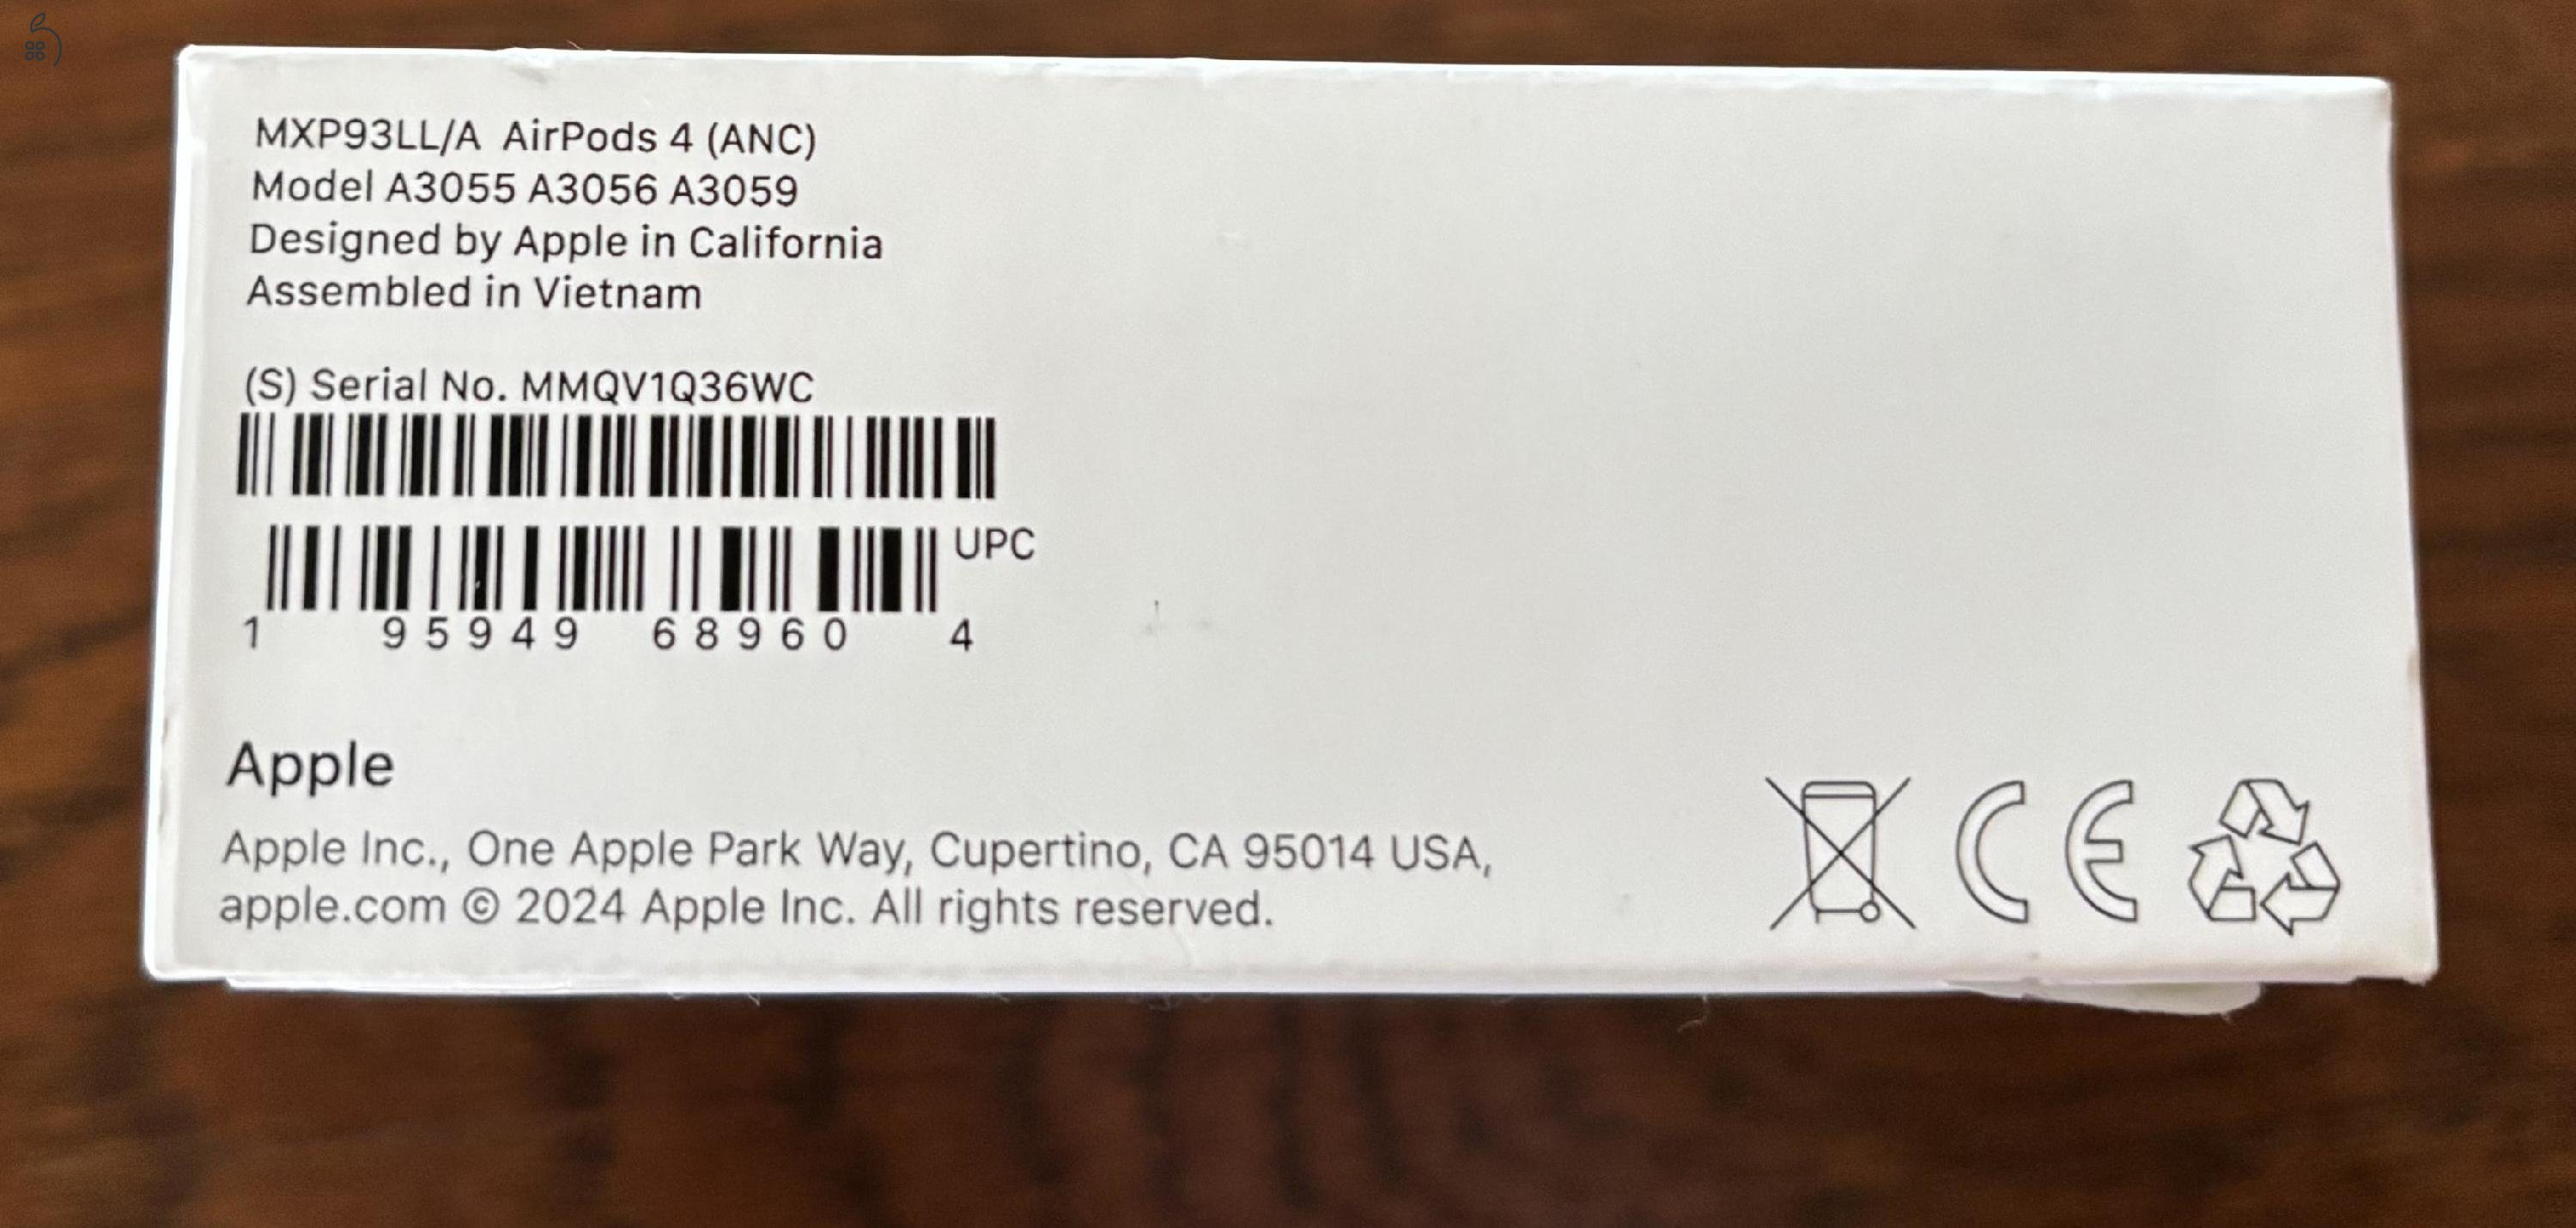 MXP93LL/A AirPods 4 (ANC)
Model A3055 A3056 A3059
Designed by Apple in California
Assembled in Vietnam
(S) Serial No. MMQV1Q36WC
UPC
1 95949 68960 4
Apple
Apple Inc., One Apple Park Way, Cupertino, CA 95014 USA,
apple.com © 2024 Apple Inc. All rights reserved.
CE